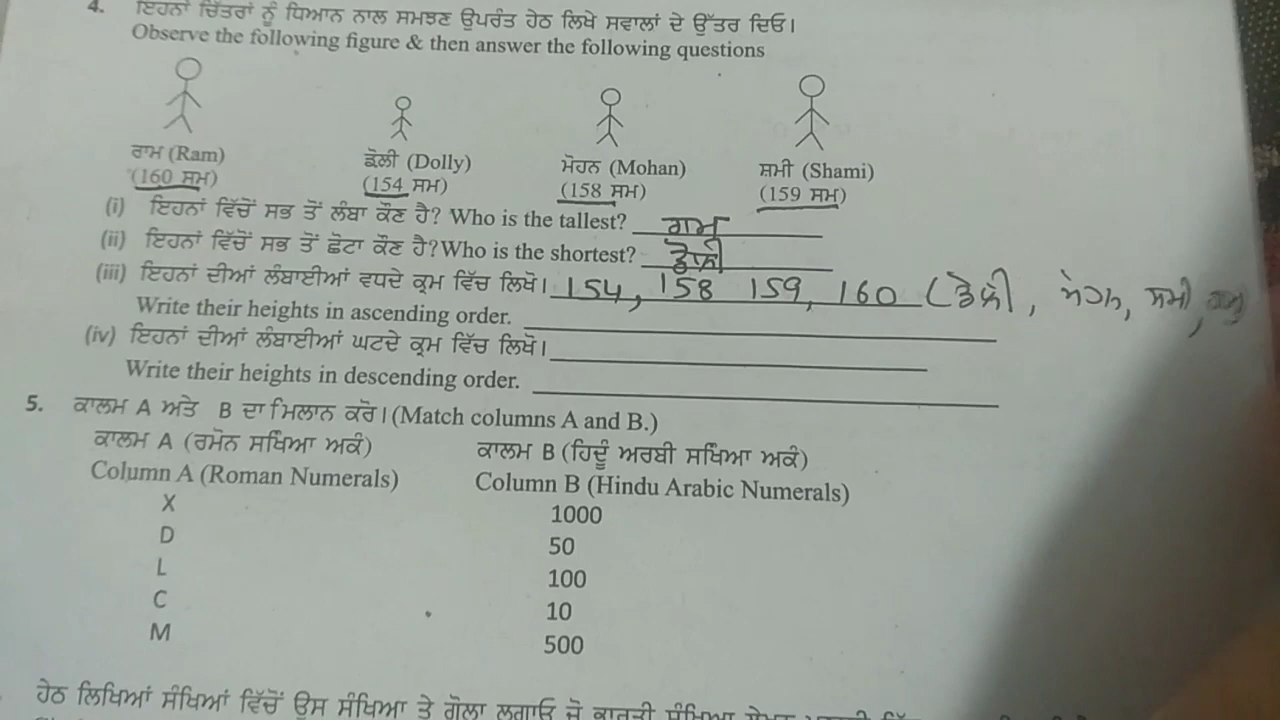 4. ਇਹਨਾਂ ਚਿੱਤਰਾਂ ਨੂੰ ਧਿਆਨ ਨਾਲ ਸਮਝਣ ਉਪਰੰਤ ਹੇਠ ਲਿਖੇ ਸਵਾਲਾਂ ਦੇ ਉੱਤਰ ਦਿਓ।
Observe the following figure & then answer the following questions
ਰਾਮ (Ram) ਡੋਲੀ (Dolly) ਮੋਹਨ (Mohan) ਸ਼ਮੀ (Shami)
(160 ਸਮ) (154 ਸਮ) (158 ਸਮ) (159 ਸਮ)
(i) ਇਹਨਾਂ ਵਿੱਚੋਂ ਸਭ ਤੋਂ ਲੰਬਾ ਕੌਣ ਹੈ? Who is the tallest? ਰਾਮ
(ii) ਇਹਨਾਂ ਵਿੱਚੋਂ ਸਭ ਤੋਂ ਛੋਟਾ ਕੌਣ ਹੈ? Who is the shortest? ਡੋਲੀ
(iii) ਇਹਨਾਂ ਦੀਆਂ ਲੰਬਾਈਆਂ ਵਧਦੇ ਕ੍ਰਮ ਵਿੱਚ ਲਿਖੋ। 154, 158 159, 160 (ਡੋਲੀ, ਮੋਹਨ, ਸ਼ਮੀ, ਰਾਮ
Write their heights in ascending order.
(iv) ਇਹਨਾਂ ਦੀਆਂ ਲੰਬਾਈਆਂ ਘਟਦੇ ਕ੍ਰਮ ਵਿੱਚ ਲਿਖੋ।
Write their heights in descending order.
5. ਕਾਲਮ A ਅਤੇ B ਦਾ ਮਿਲਾਨ ਕਰੋ। (Match columns A and B.)
ਕਾਲਮ A (ਰਮੋਨ ਸਖਿਆ ਅਕੰ) ਕਾਲਮ B (ਹਿਦੂੰ ਅਰਬੀ ਸਖਿਆ ਅਕੰ)
Column A (Roman Numerals) Column B (Hindu Arabic Numerals)
X 1000
D 50
L 100
C 10
M 500
ਹੇਠ ਲਿਖਿਆਂ ਸੰਖਿਆਂ ਵਿੱਚੋਂ ਉਸ ਸੰਖਿਆ ਤੇ ਗੋਲਾ ਲਗਾਓ ਜੋ